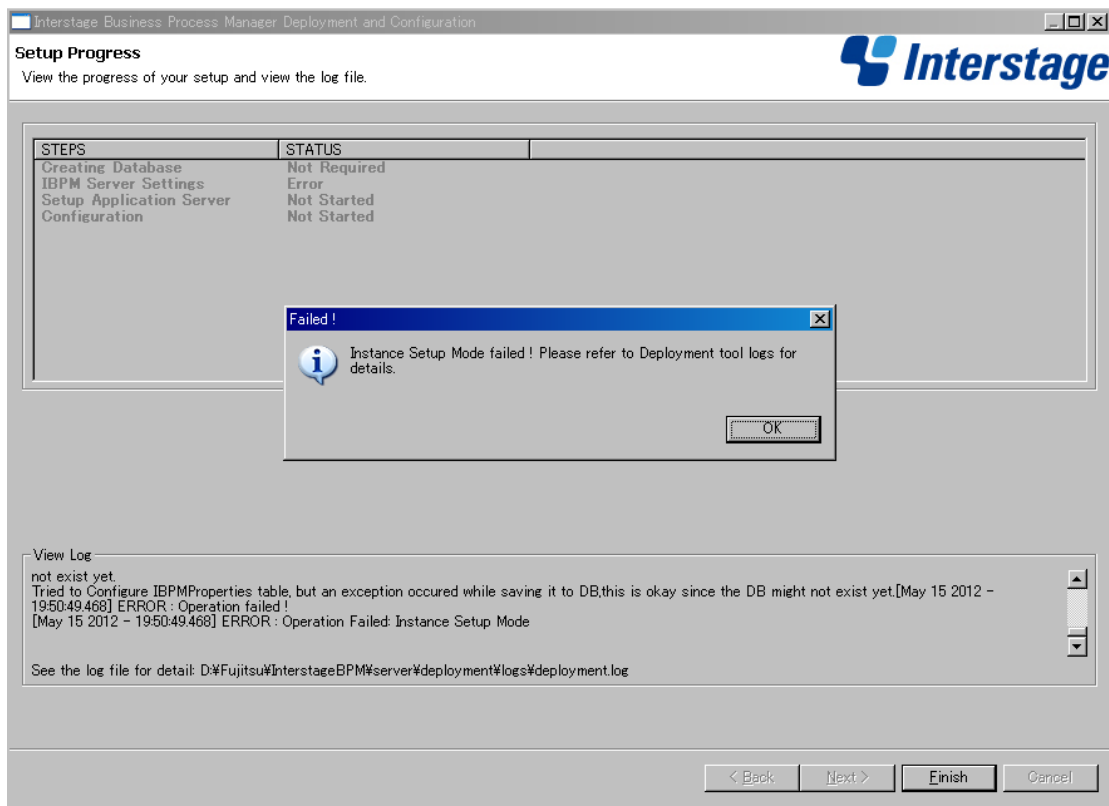 Interstage Business Process Manager Deployment and Configuration
Setup Progress
View the progress of your setup and view the log file.
Interstage
STEPS STATUS
Creating Database Not Required
IBPM Server Settings Error
Setup Application Server Not Started
Configuration Not Started
Failed !
Instance Setup Mode failed ! Please refer to Deployment tool logs for
details.
OK
View Log
not exist yet.
Tried to Configure IBPMProperties table, but an exception occured while saving it to DB,this is okay since the DB might not exist yet.[May 15 2012 -
19:50:49.468] ERROR : Operation failed !
[May 15 2012 - 19:50:49.468] ERROR : Operation Failed: Instance Setup Mode
See the log file for detail: D:¥Fujitsu¥InterstageBPM¥server¥deployment¥logs¥deployment.log
< Back Next > Finish Cancel